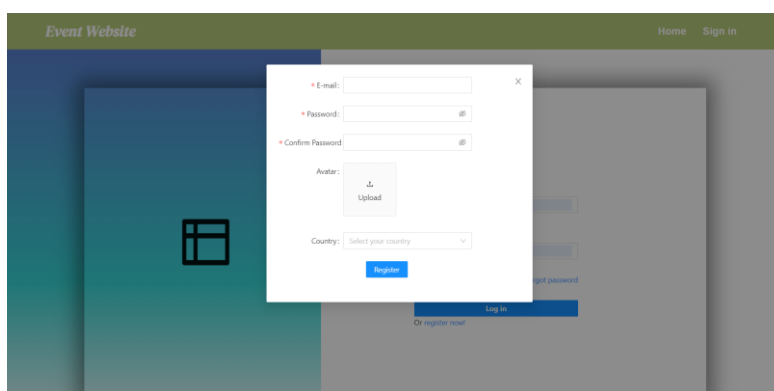 Event Website
Home Sign in
* E-mail:
X
* Password:
* Confirm Password
Avatar:
Upload
Country: Select your country
Register
rgot password
Log in
Or register now!